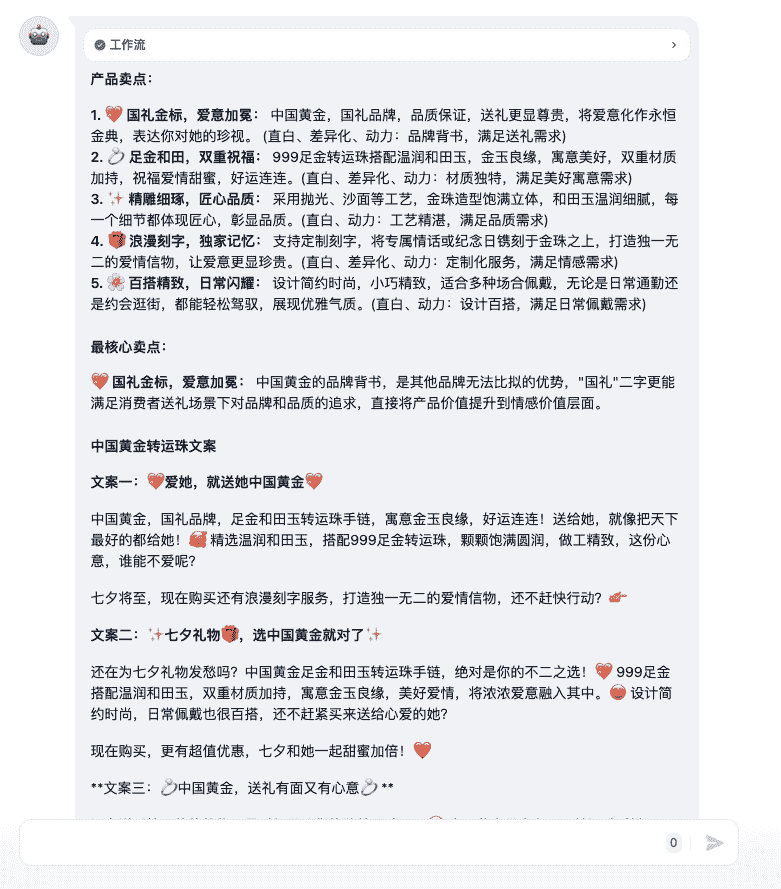 工作流
产品卖点：
1. 💖 国礼金标，爱意加冕： 中国黄金，国礼品牌，品质保证，送礼更显尊贵，将爱意化作永恒
金典，表达你对她的珍视。 (直白、差异化、动力：品牌背书，满足送礼需求)
2. 💍 足金和田，双重祝福： 999足金转运珠搭配温润和田玉，金玉良缘，寓意美好，双重材质
加持，祝福爱情甜蜜，好运连连。(直白、差异化、动力：材质独特，满足美好寓意需求)
3. ✨ 精雕细琢，匠心品质： 采用抛光、沙面等工艺，金珠造型饱满立体，和田玉温润细腻，每
一个细节都体现匠心，彰显品质。(直白、动力：工艺精湛，满足品质需求)
4. 🎁 浪漫刻字，独家记忆： 支持定制刻字，将专属情话或纪念日镌刻于金珠之上，打造独一无
二的爱情信物，让爱意更显珍贵。(直白、差异化、动力：定制化服务，满足情感需求)
5. 🌸 百搭精致，日常闪耀： 设计简约时尚，小巧精致，适合多种场合佩戴，无论是日常通勤还
是约会逛街，都能轻松驾驭，展现优雅气质。(直白、动力：设计百搭，满足日常佩戴需求)
最核心卖点：
💖 国礼金标，爱意加冕： 中国黄金的品牌背书，是其他品牌无法比拟的优势，"国礼"二字更能
满足消费者送礼场景下对品牌和品质的追求，直接将产品价值提升到情感价值层面。
中国黄金转运珠文案
文案一：💖爱她，就送她中国黄金💖
中国黄金，国礼品牌，足金和田玉转运珠手链，寓意金玉良缘，好运连连！送给她，就像把天下
最好的都给她！🥰 精选温润和田玉，搭配999足金转运珠，颗颗饱满圆润，做工精致，这份心
意，谁能不爱呢？
七夕将至，现在购买还有浪漫刻字服务，打造独一无二的爱情信物，还不赶快行动？👉
文案二：✨七夕礼物🎁，选中国黄金就对了✨
还在为七夕礼物发愁吗？中国黄金足金和田玉转运珠手链，绝对是你的不二之选！💖 999足金
搭配温润和田玉，双重材质加持，寓意金玉良缘，美好爱情，将浓浓爱意融入其中。😊 设计简
约时尚，日常佩戴也很百搭，还不赶紧买来送给心爱的她？
现在购买，更有超值优惠，七夕和她一起甜蜜加倍！❤️
**文案三：💍中国黄金，送礼有面又有心意💍 **
0